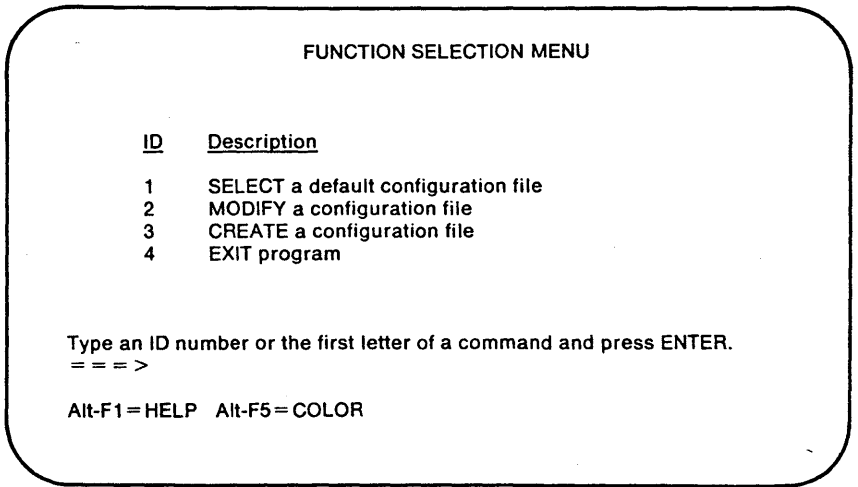 FUNCTION SELECTION MENU
ID Description
1 SELECT a default configuration file
2 MODIFY a configuration file
3 CREATE a configuration file
4 EXIT program
Type an ID number or the first letter of a command and press ENTER.
= = = >
Alt-F1 = HELP Alt-F5 = COLOR